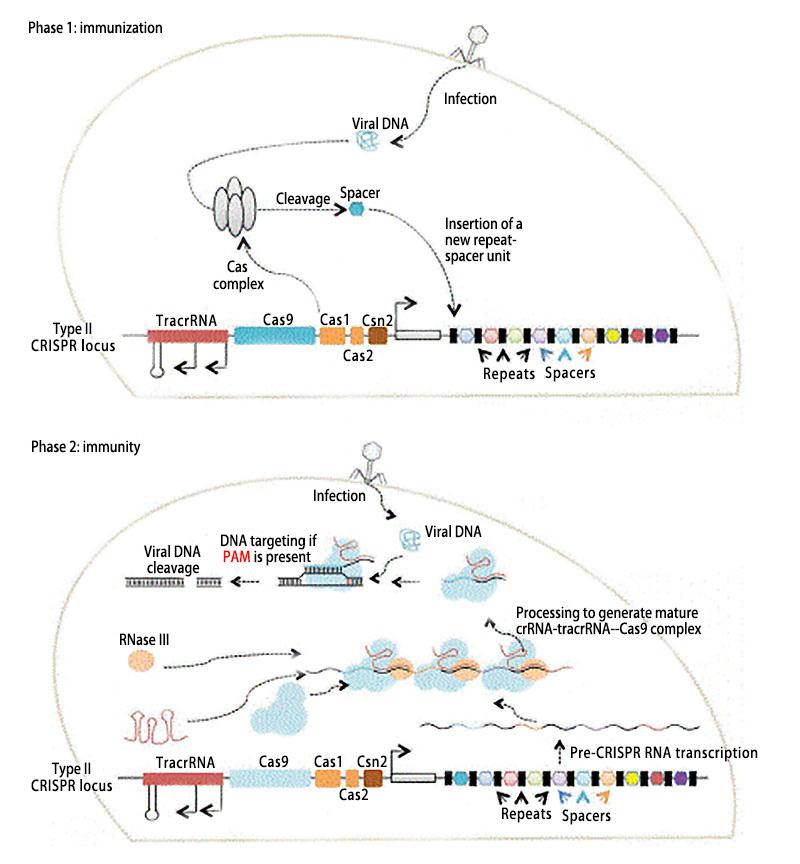 Phase 1: immunization
Infection
Viral DNA
Cleavage
Spacer
Insertion of a
new repeat-
spacer unit
Cas
complex
TracrRNA
Cas9
Cas1
Csn2
Cas2
Type II
CRISPR locus
Repeats
Spacers
Phase 2: immunity
Infection
Viral DNA
DNA targeting if
PAM is present
Viral DNA
cleavage
Processing to generate mature
crRNA-tracrRNA--Cas9 complex
RNase III
Pre-CRISPR RNA transcription
TracrRNA
Cas9
Cas1
Csn2
Cas2
Type II
CRISPR locus
Repeats
Spacers